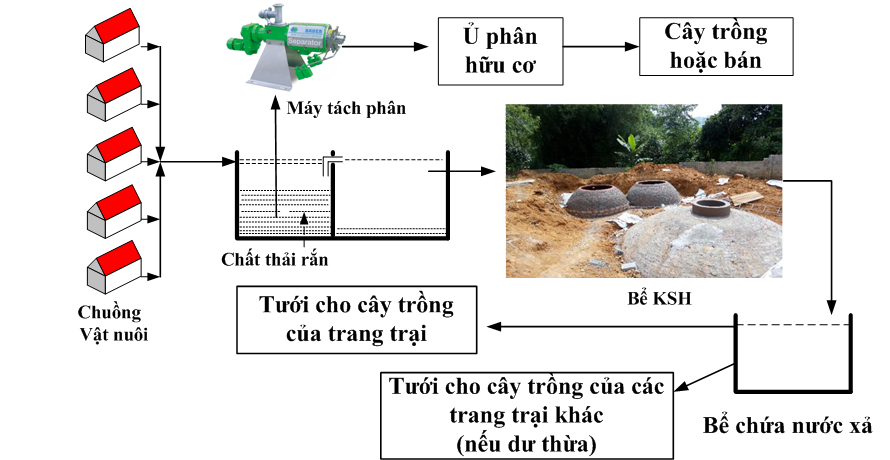 Separator
Ủ phân
hữu cơ
Cây trồng
hoặc bán
Máy tách phân
Chất thải rắn
Chuồng
Vật nuôi
Bể KSH
Tưới cho cây trồng
của trang trại
Tưới cho cây trồng của các
trang trại khác
(nếu dư thừa)
Bể chứa nước xả